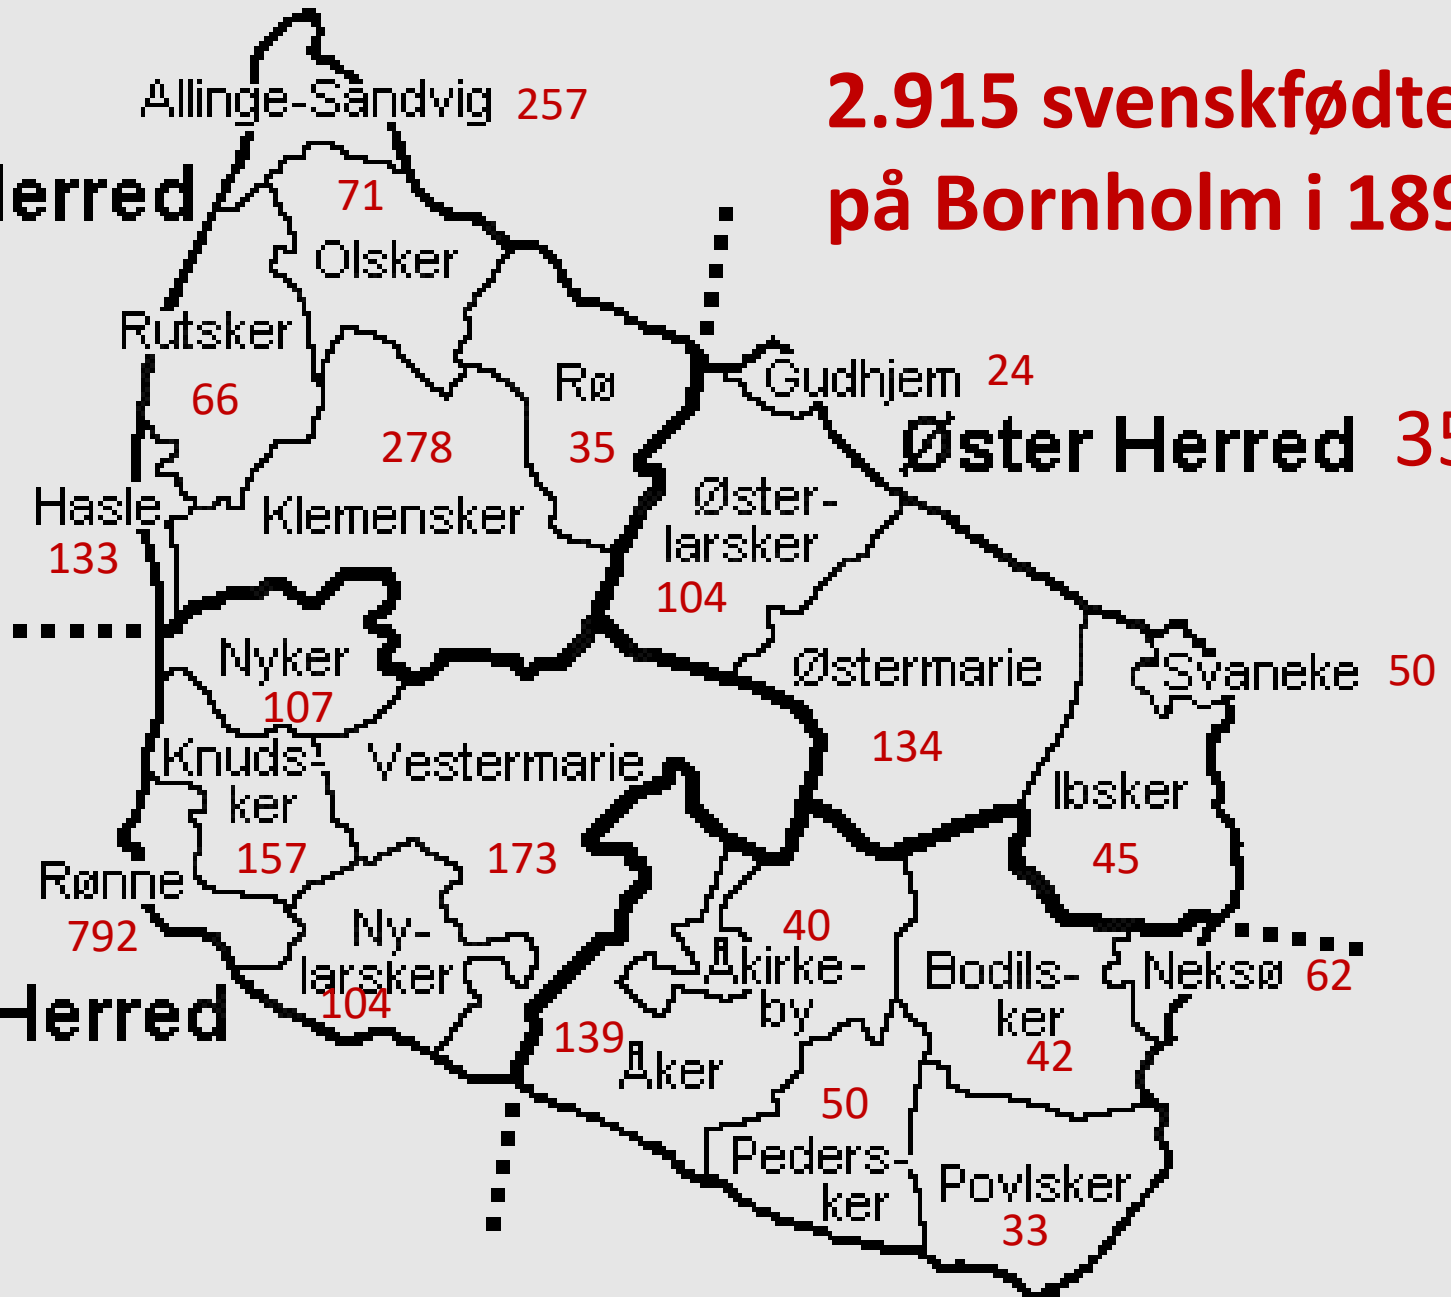 2.915 svenskfødte
på Bornholm i 189
Allinge-Sandvig 257
Herred
71
Olsker
Rutsker
66
Rø
35
278
Klemensker
Gudhjem 24
Øster Herred 35
Hasle
133
Øster-
larsker
104
Nyker
107
Østermarie
134
Svaneke 50
Knuds-
ker
157
Vestermarie
173
Ibsker
45
Rønne
792
Ny-
larsker
104
40
Åkirke-
by
Bodils-
ker
42
Neksø 62
Herred
139
Åker
50
Peders-
ker
Povlsker
33